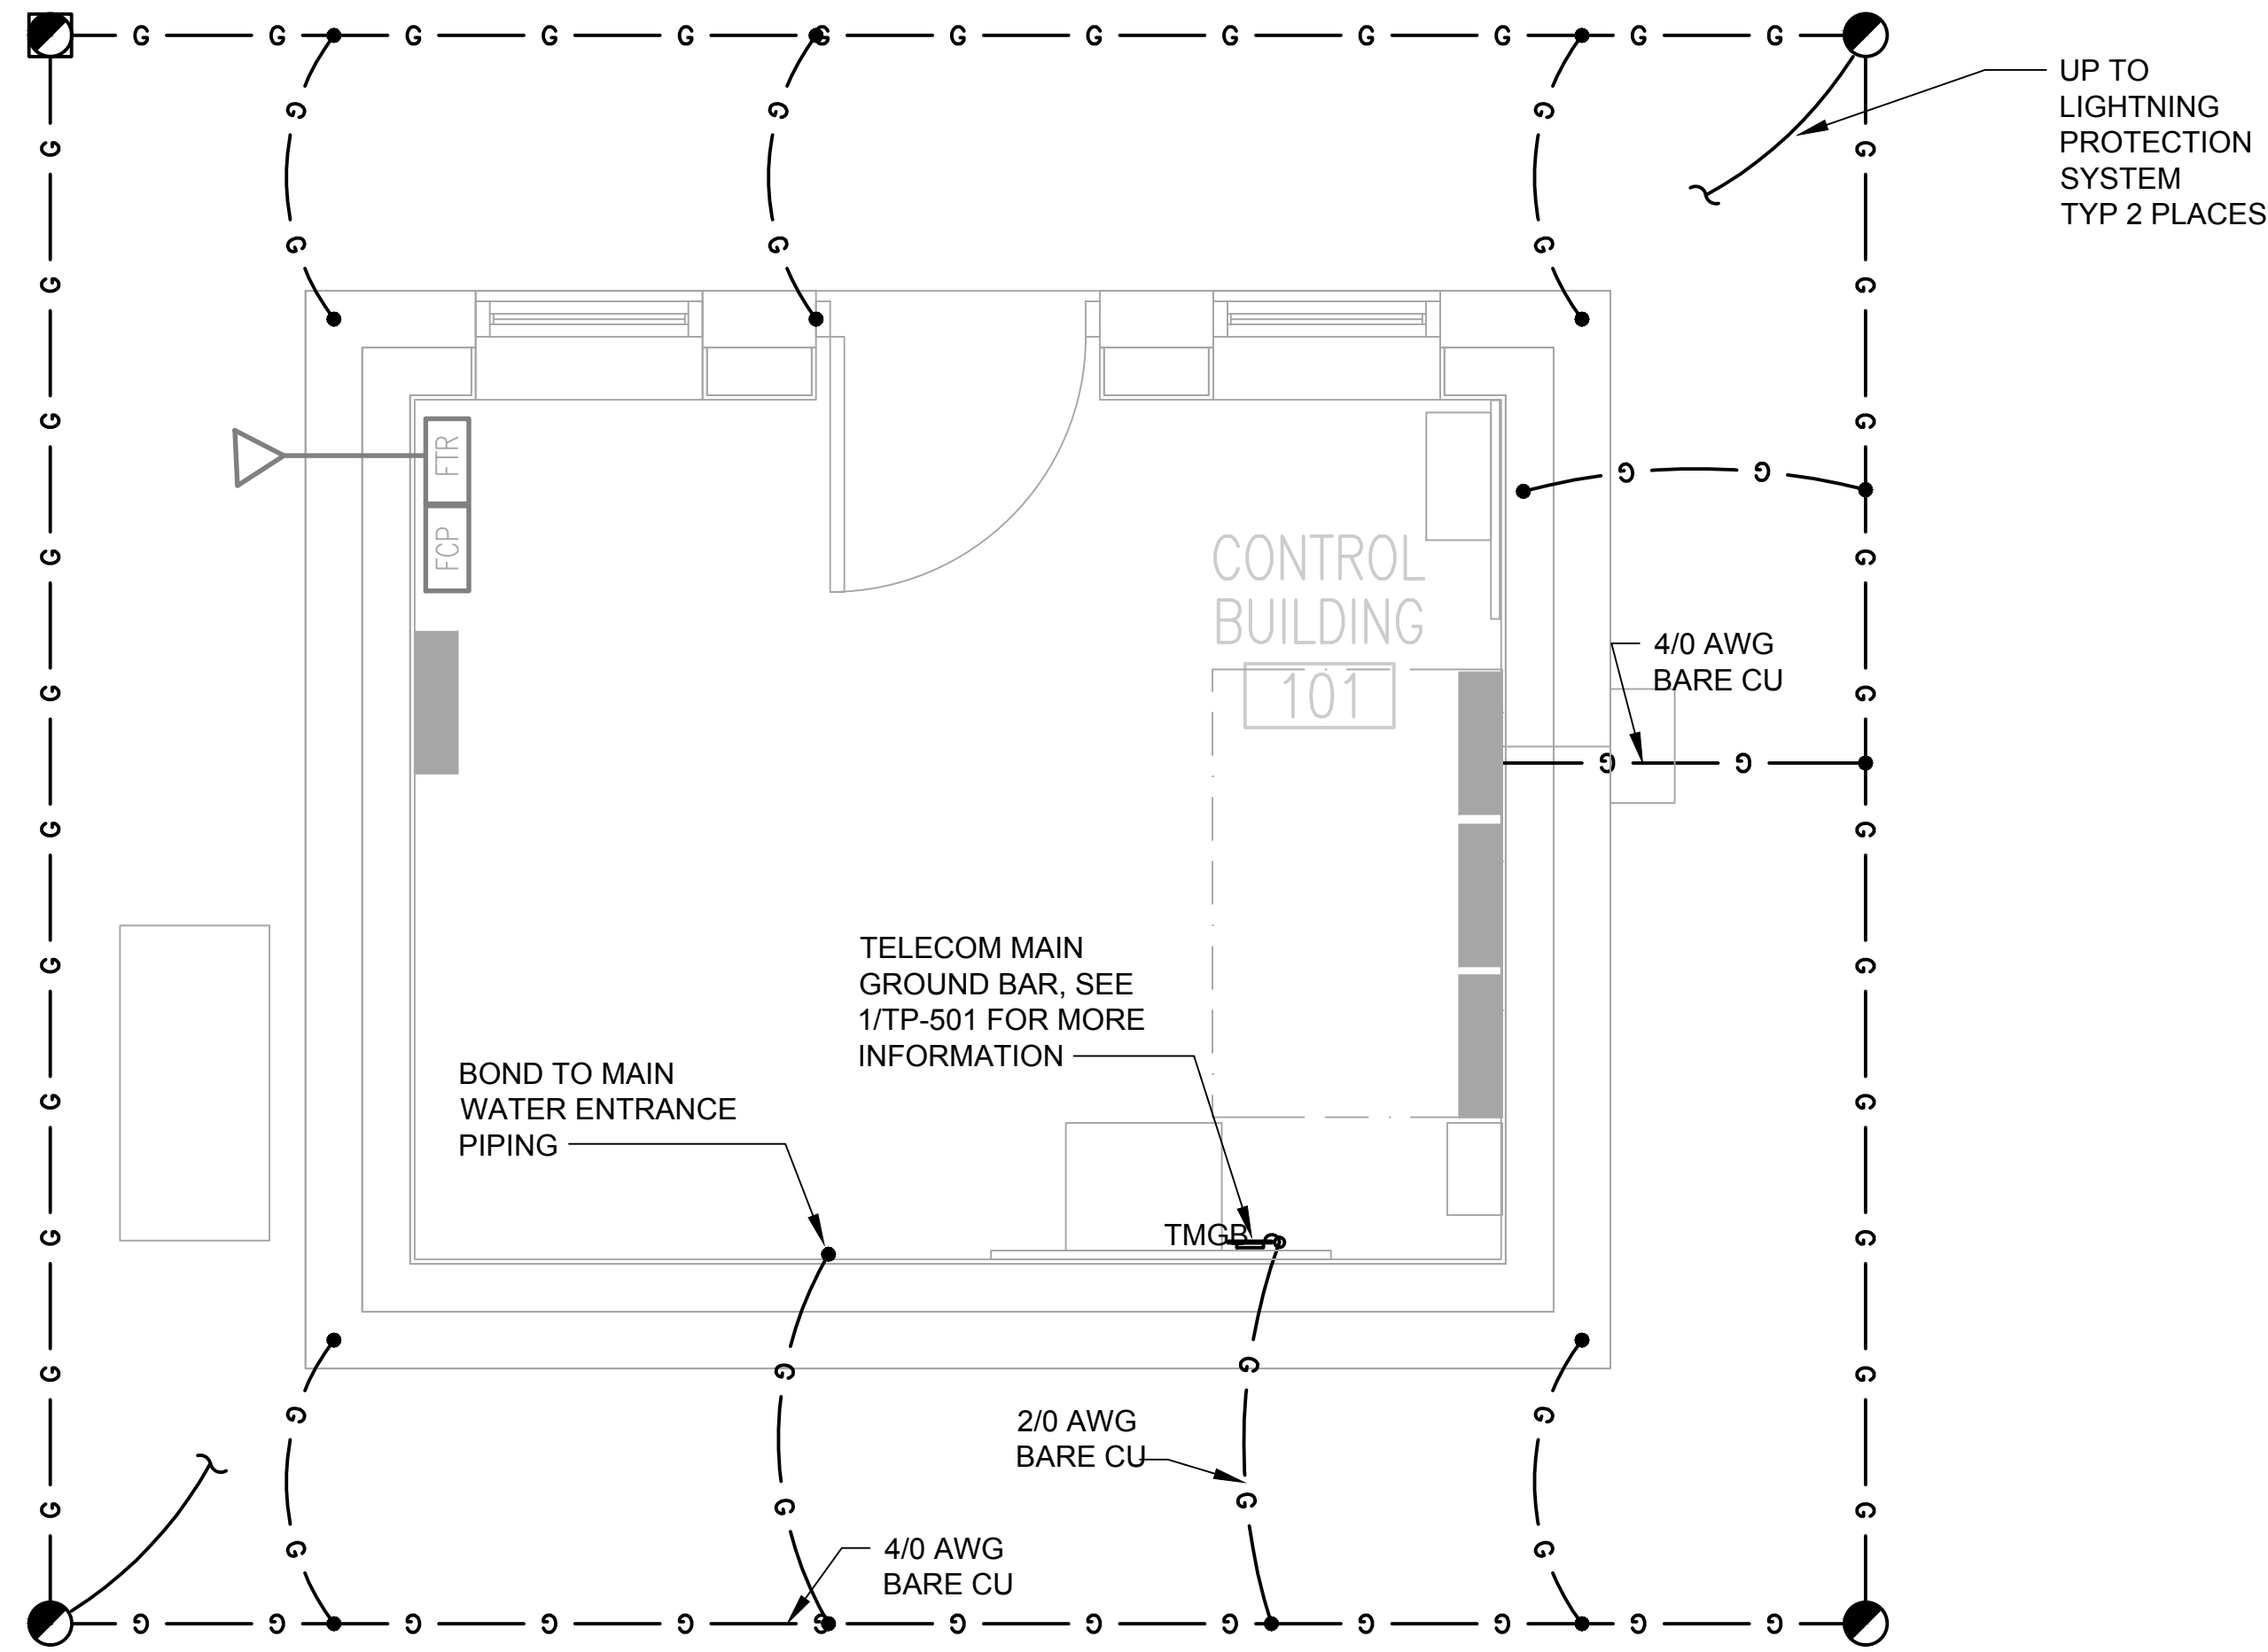 G G G G G G G G G G G G G
UP TO
LIGHTNING
PROTECTION
SYSTEM
TYP 2 PLACES
FTR
FCP
CONTROL
BUILDING
101
4/0 AWG
BARE CU
TELECOM MAIN
GROUND BAR, SEE
1/TP-501 FOR MORE
INFORMATION
BOND TO MAIN
WATER ENTRANCE
PIPING
TMGB
2/0 AWG
BARE CU
4/0 AWG
BARE CU
G G G G G G G G G G G G G